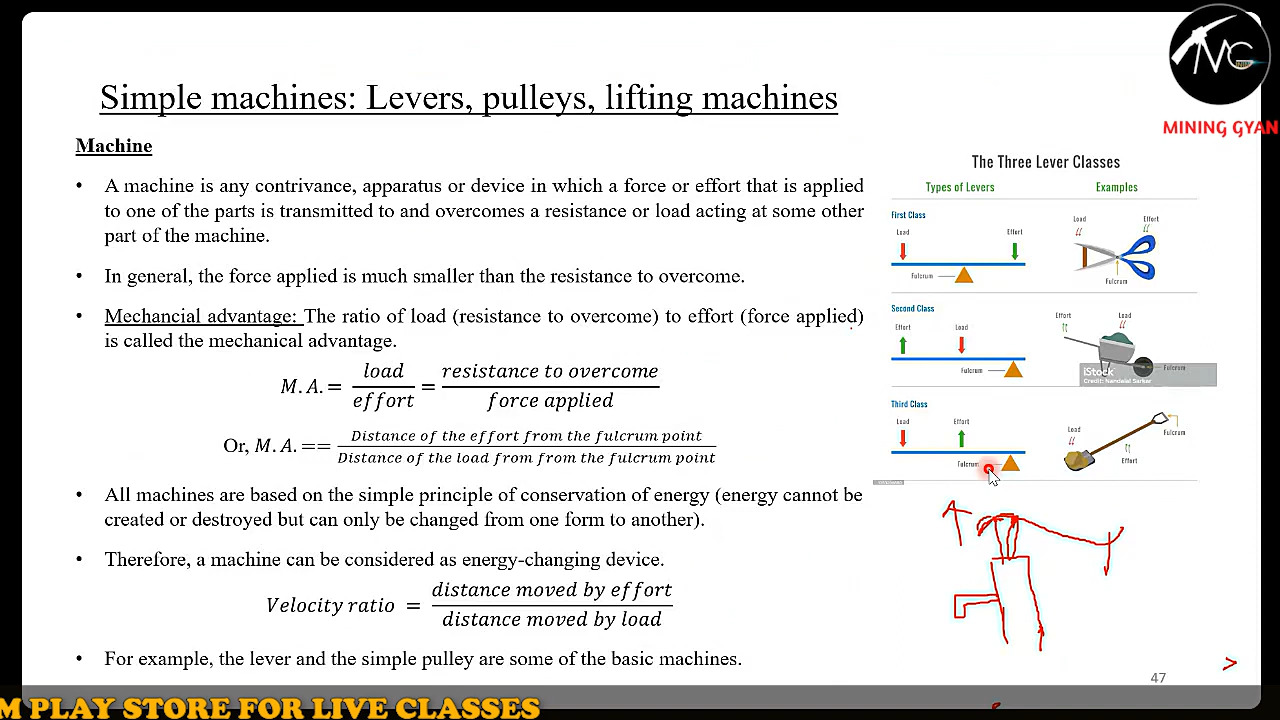 MG
MINING GYAN
Simple machines: Levers, pulleys, lifting machines
Machine
• A machine is any contrivance, apparatus or device in which a force or effort that is applied
to one of the parts is transmitted to and overcomes a resistance or load acting at some other
part of the machine.
• In general, the force applied is much smaller than the resistance to overcome.
• Mechancial advantage: The ratio of load (resistance to overcome) to effort (force applied)
is called the mechanical advantage.
M.A.= load/effort = resistance to overcome/force applied
Or, M.A.== Distance of the effort from the fulcrum point/Distance of the load from from the fulcrum point
• All machines are based on the simple principle of conservation of energy (energy cannot be
created or destroyed but can only be changed from one form to another).
• Therefore, a machine can be considered as energy-changing device.
Velocity ratio = distance moved by effort/distance moved by load
• For example, the lever and the simple pulley are some of the basic machines.
The Three Lever Classes
Types of Levers Examples
First Class
Load Effort Load Effort
Fulcrum Fulcrum
Second Class
Effort Load Effort Load
Fulcrum Fulcrum
iStock
Credit: Nandalal Sarker
Third Class
Load Effort Load Fulcrum
Fulcrum Effort
47
M PLAY STORE FOR LIVE CLASSES